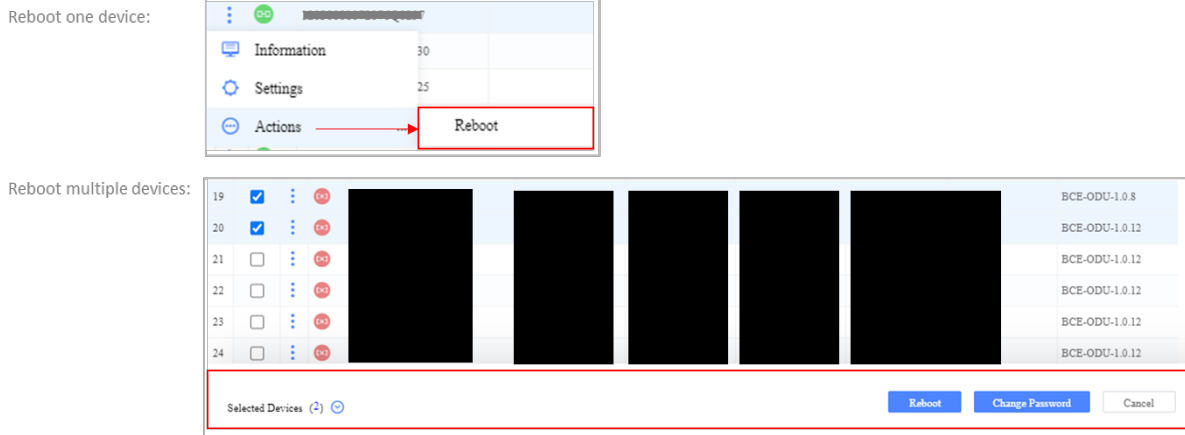 Reboot one device:
Information
30
Settings
25
Actions
...
Reboot
Reboot multiple devices:
19 BCE-ODU-1.0.8
20 BCE-ODU-1.0.12
21 BCE-ODU-1.0.12
22 BCE-ODU-1.0.12
23 BCE-ODU-1.0.12
24 BCE-ODU-1.0.12
Selected Devices (2) Reboot Change Password Cancel